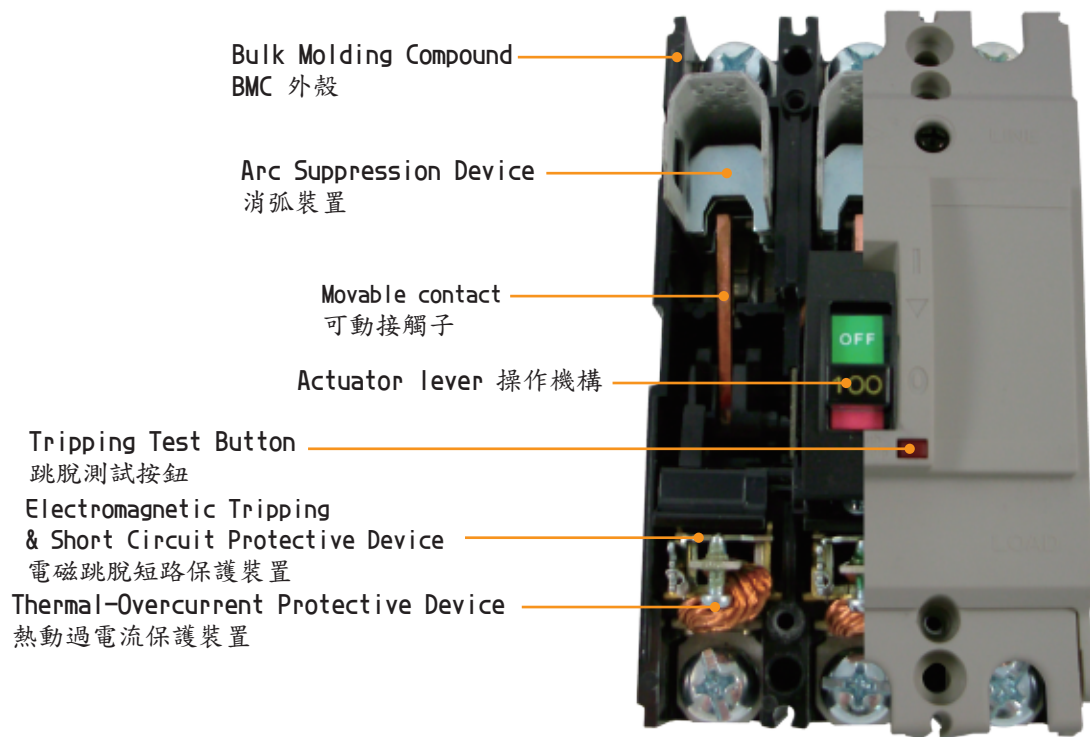 Bulk Molding Compound
BMC 外殼
Arc Suppression Device
消弧裝置
Movable contact
可動接觸子
Actuator lever 操作機構
Tripping Test Button
跳脫測試按鈕
Electromagnetic Tripping
& Short Circuit Protective Device
電磁跳脫短路保護裝置
Thermal-Overcurrent Protective Device
熱動過電流保護裝置
LINE
I
OFF
100
O
LOAD